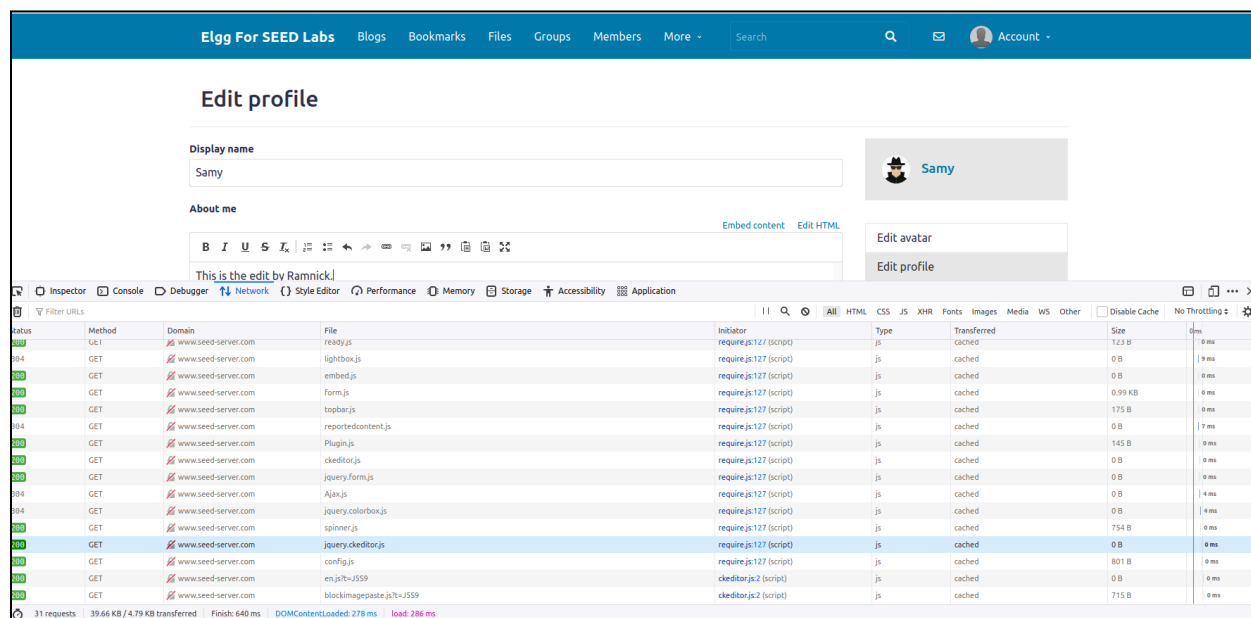 Elgg For SEED Labs Blogs Bookmarks Files Groups Members More Search Account
Edit profile
Display name
Samy
Samy
About me
Embed content Edit HTML
B I U S Ix
Edit avatar
This is the edit by Ramnick.
Edit profile
Inspector Console Debugger Network {} Style Editor Performance Memory Storage Accessibility Application
Filter URLs All HTML CSS JS XHR Fonts Images Media WS Other Disable Cache No Throttling
Status Method Domain File Initiator Type Transferred Size 0 ms
200 GET www.seed-server.com ready.js require.js:127 (script) js cached 123 B 0 ms
304 GET www.seed-server.com lightbox.js require.js:127 (script) js cached 0 B 9 ms
200 GET www.seed-server.com embed.js require.js:127 (script) js cached 0 B 0 ms
200 GET www.seed-server.com form.js require.js:127 (script) js cached 0.99 KB 0 ms
200 GET www.seed-server.com topbar.js require.js:127 (script) js cached 175 B 0 ms
304 GET www.seed-server.com reportedcontent.js require.js:127 (script) js cached 0 B 7 ms
200 GET www.seed-server.com Plugin.js require.js:127 (script) js cached 145 B 0 ms
200 GET www.seed-server.com ckeditor.js require.js:127 (script) js cached 0 B 0 ms
200 GET www.seed-server.com jquery.form.js require.js:127 (script) js cached 0 B 0 ms
304 GET www.seed-server.com Ajax.js require.js:127 (script) js cached 0 B 4 ms
304 GET www.seed-server.com jquery.colorbox.js require.js:127 (script) js cached 0 B 4 ms
200 GET www.seed-server.com spinner.js require.js:127 (script) js cached 754 B 0 ms
200 GET www.seed-server.com jquery.ckeditor.js require.js:127 (script) js cached 0 B 0 ms
200 GET www.seed-server.com config.js require.js:127 (script) js cached 801 B 0 ms
200 GET www.seed-server.com en.js?t=J5S9 ckeditor.js:2 (script) js cached 0 B 0 ms
200 GET www.seed-server.com blockimagepaste.js?t=J5S9 ckeditor.js:2 (script) js cached 715 B 0 ms
31 requests 39.66 KB / 4.79 KB transferred Finish: 640 ms DOMContentLoaded: 278 ms load: 286 ms